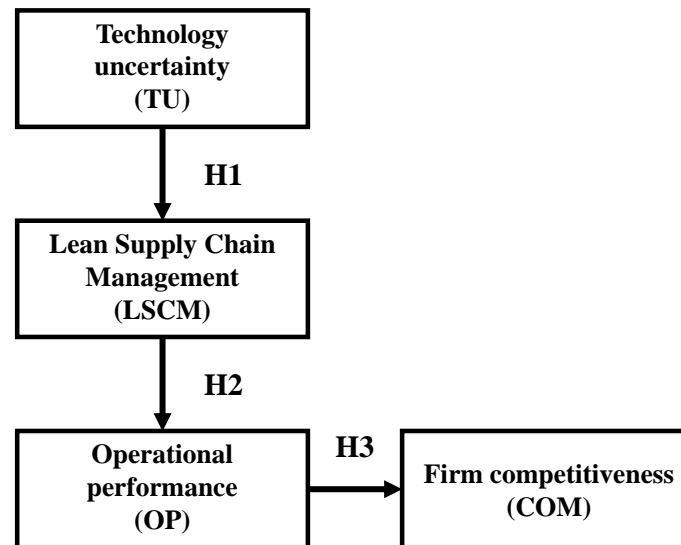 Technology
uncertainty
(TU)
H1
Lean Supply Chain
Management
(LSCM)
H2
Operational
performance
(OP)
H3
Firm competitiveness
(COM)